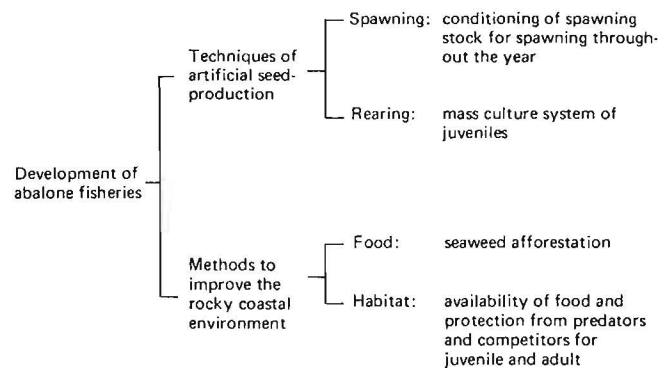 Development of
abalone fisheries
Techniques of
artificial seed-
production
Spawning: conditioning of spawning
stock for spawning through-
out the year
Rearing: mass culture system of
juveniles
Methods to
improve the
rocky coastal
environment
Food: seaweed afforestation
Habitat: availability of food and
protection from predators
and competitors for
juvenile and adult